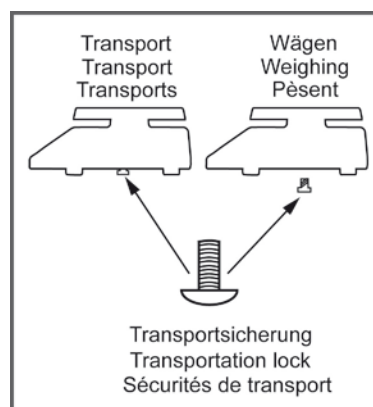 Transport
Transport
Transports
Wägen
Weighing
Pèsent
Transportsicherung
Transportation lock
Sécurités de transport